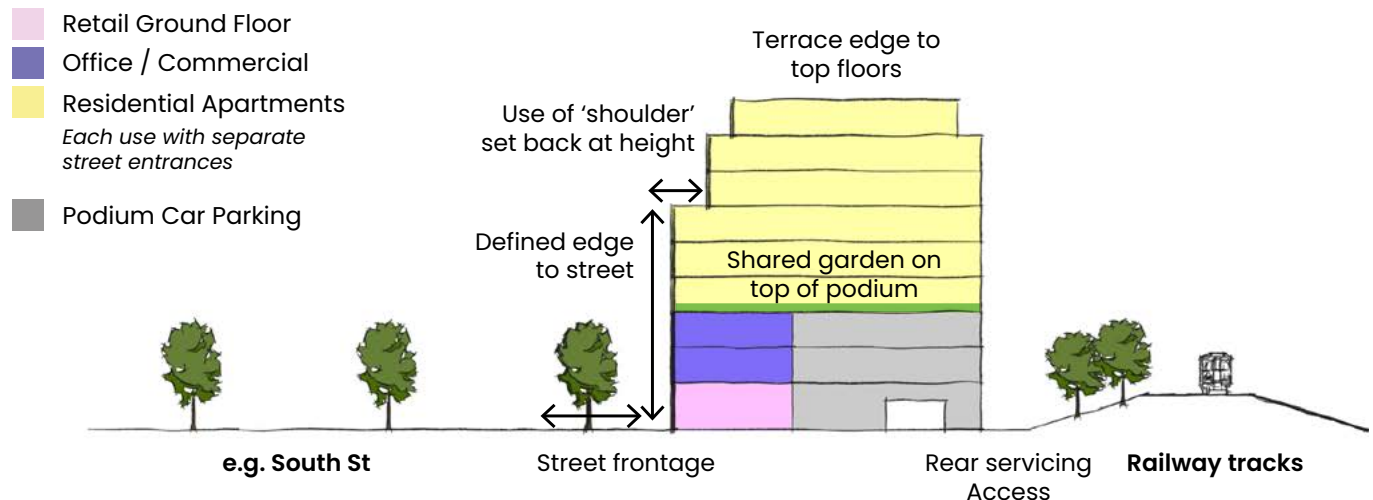 Retail Ground Floor
Office / Commercial
Residential Apartments
Each use with separate
street entrances
Podium Car Parking
Terrace edge to
top floors
Use of ‘shoulder’
set back at height
Defined edge
to street
Shared garden on
top of podium
e.g. South St
Street frontage
Rear servicing
Access
Railway tracks